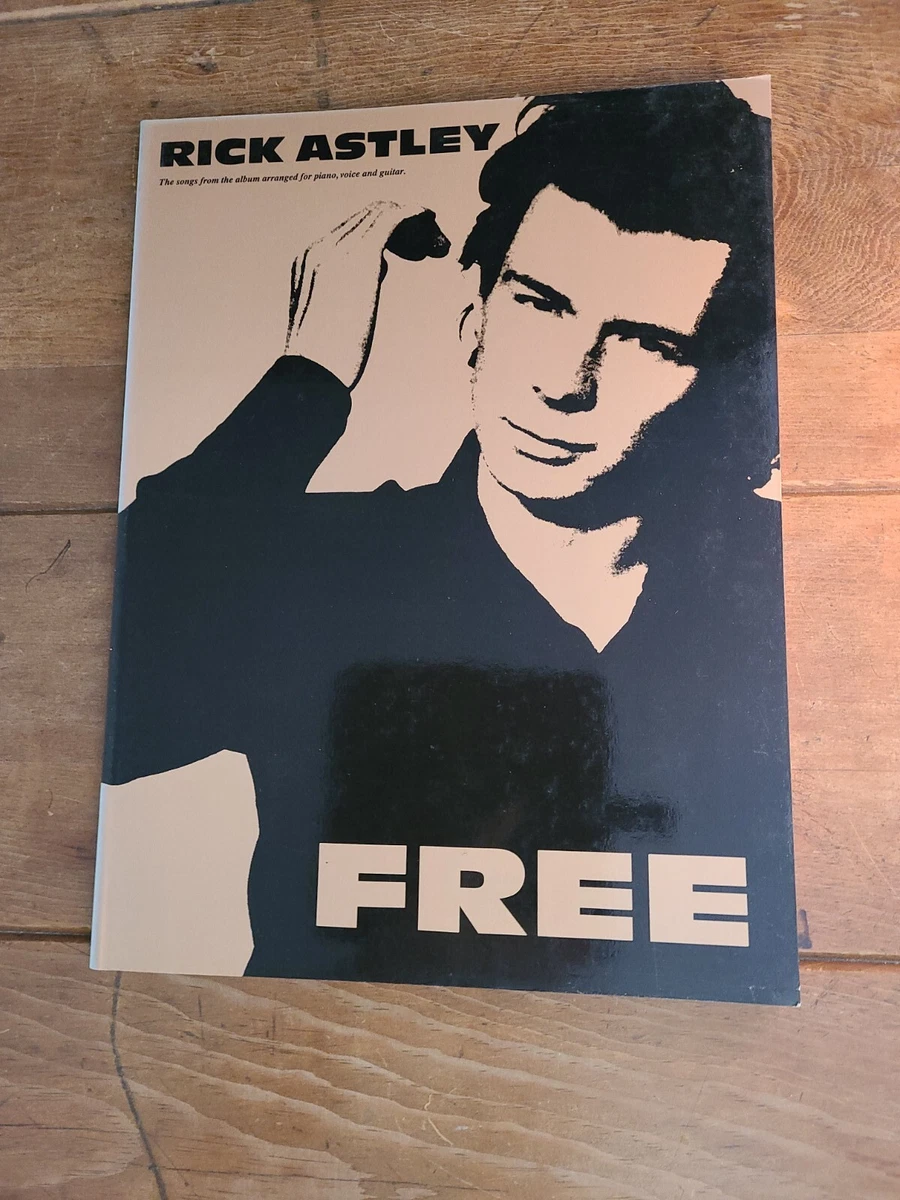 RICK ASTLEY
The songs from the album arranged for piano, voice and guitar.
FREE